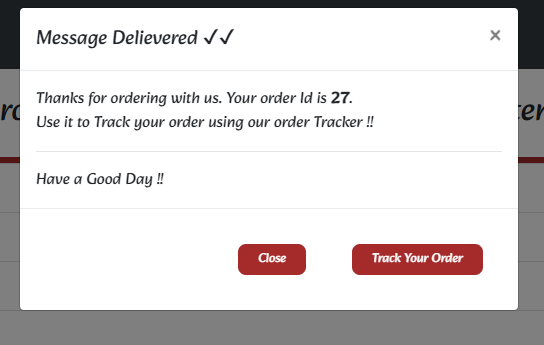 Message Delievered ✓✓
×
Thanks for ordering with us. Your order Id is 27.
Use it to Track your order using our order Tracker !!
Have a Good Day !!
Close
Track Your Order